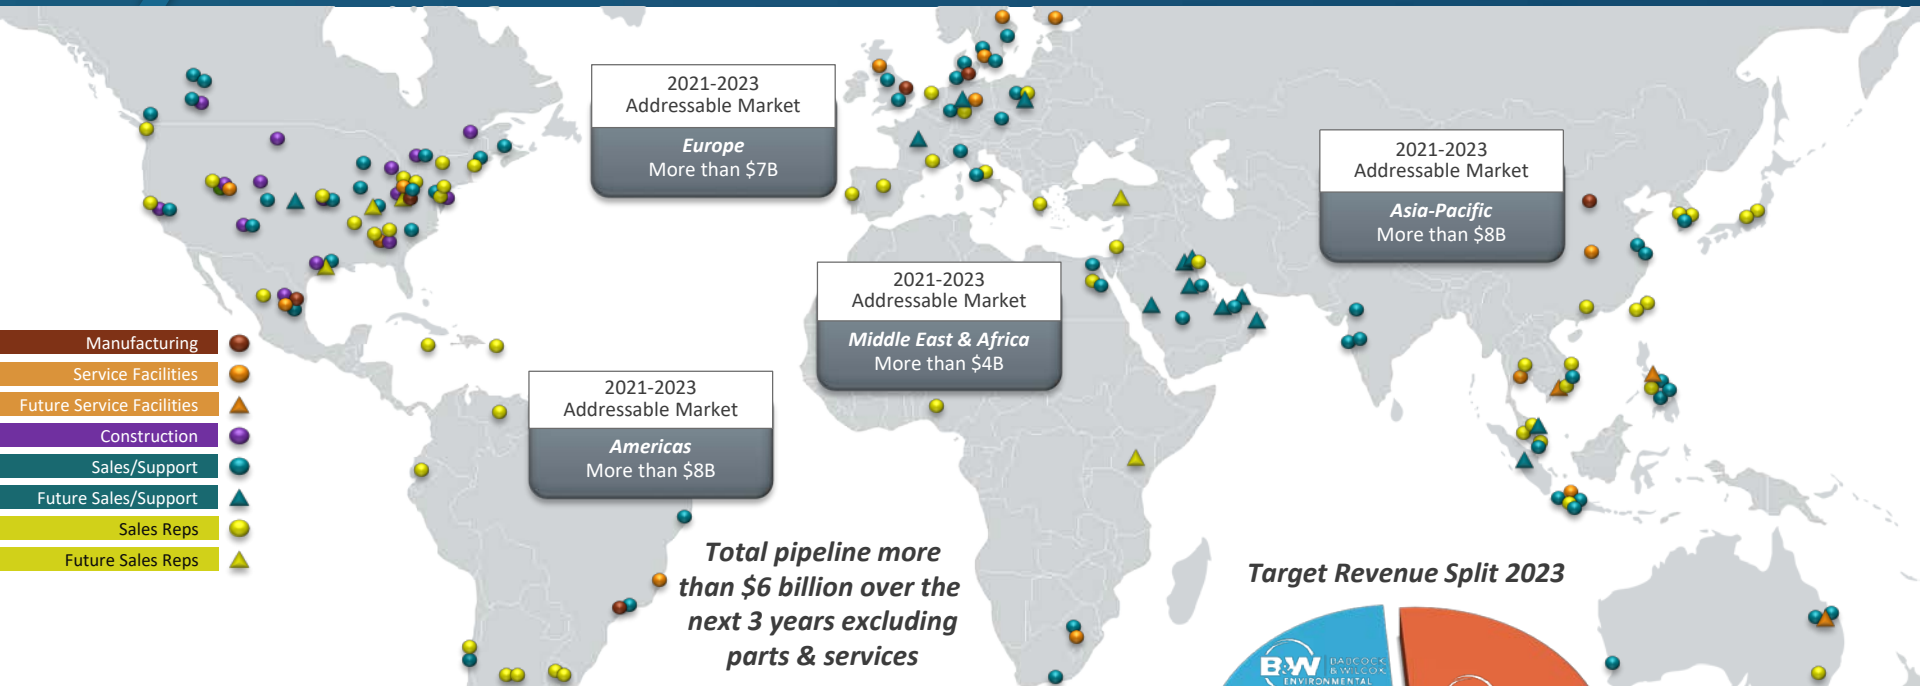 2021-2023
Addressable Market
Europe
More than $7B
2021-2023
Addressable Market
Asia-Pacific
More than $8B
2021-2023
Addressable Market
Middle East & Africa
More than $4B
Manufacturing
Service Facilities
Future Service Facilities
Construction
Sales/Support
Future Sales/Support
Sales Reps
Future Sales Reps
2021-2023
Addressable Market
Americas
More than $8B
Total pipeline more
than $6 billion over the
next 3 years excluding
parts & services
Target Revenue Split 2023
B&W BABCOCK
& WILCOX
ENVIRONMENTAL